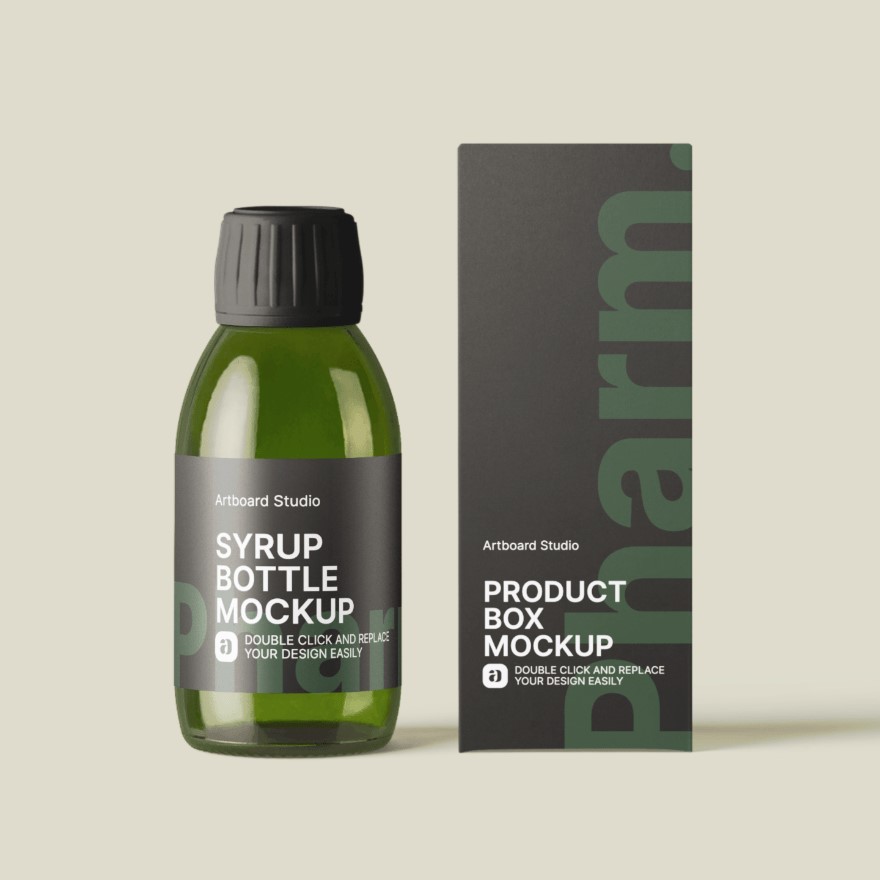 Artboard Studio
SYRUP
BOTTLE
MOCKUP
a DOUBLE CLICK AND REPLACE
YOUR DESIGN EASILY
Pharm
Artboard Studio
PRODUCT
BOX
MOCKUP
a DOUBLE CLICK AND REPLACE
YOUR DESIGN EASILY
Pharm.